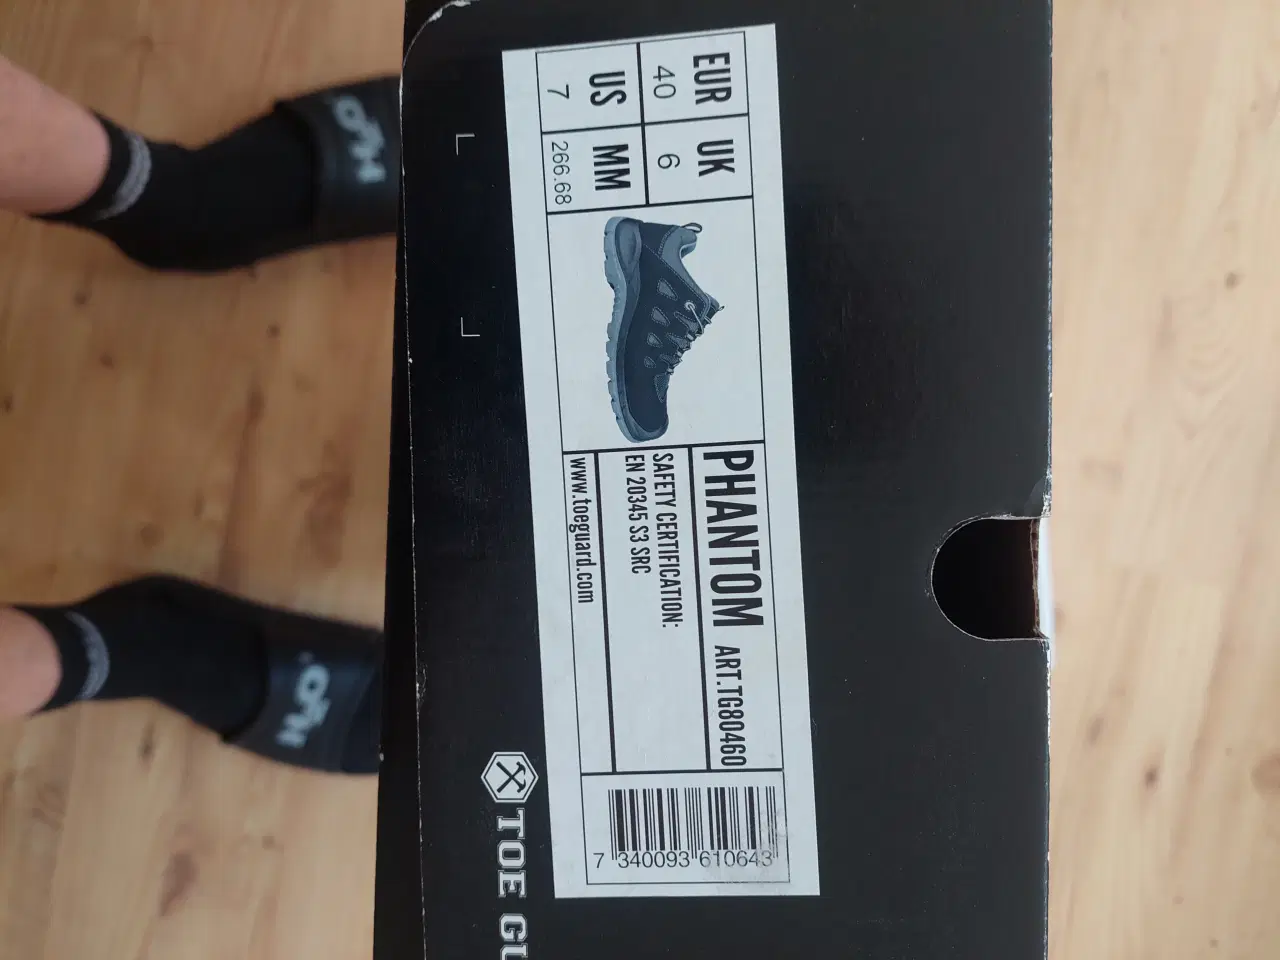 EUR UK
40 6
US MM
7 266.68
PHANTOM ART.TG80460
SAFETY CERTIFICATION:
EN 20345 S3 SRC
www.toeguard.com
7 340093 610643
TOE GU